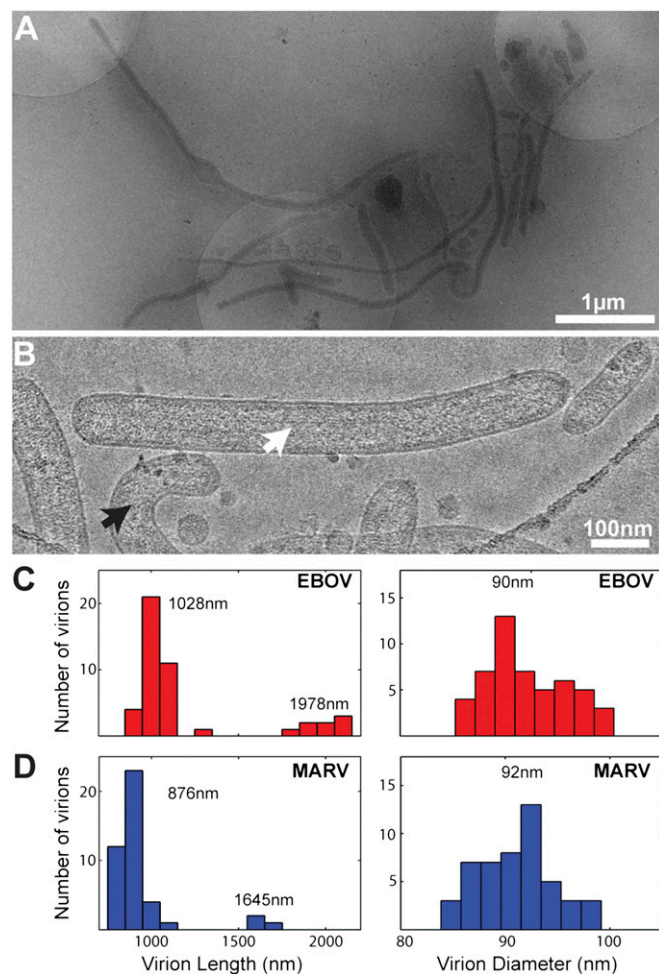 A
1μm
B
100nm
C
EBOV
1028nm
1978nm
Number of virions
20
10
EBOV
90nm
15
10
5
D
MARV
876nm
1645nm
Number of virions
20
10
1000
1500
2000
Virion Length (nm)
MARV
92nm
15
10
5
80
90
100
Virion Diameter (nm)